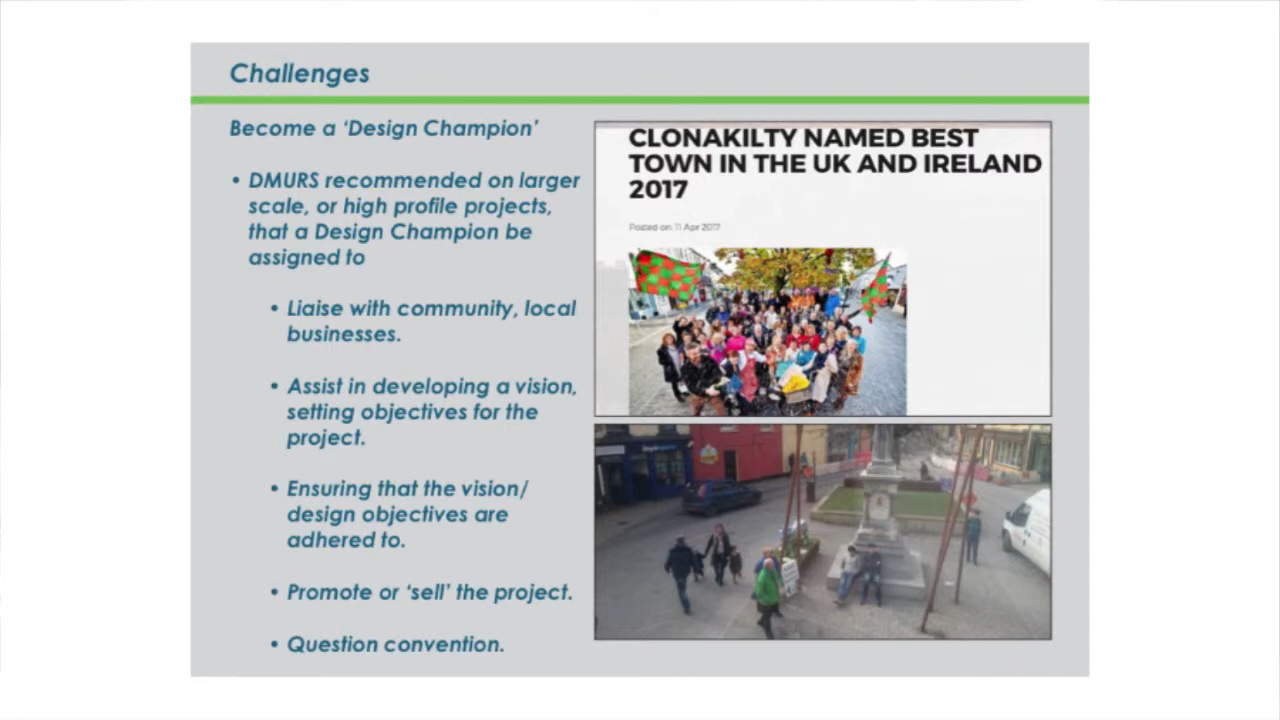 Challenges
Become a ‘Design Champion’
• DMURS recommended on larger
scale, or high profile projects,
that a Design Champion be
assigned to
• Liaise with community, local
businesses.
• Assist in developing a vision,
setting objectives for the
project.
• Ensuring that the vision/
design objectives are
adhered to.
• Promote or ‘sell’ the project.
• Question convention.
CLONAKILTY NAMED BEST
TOWN IN THE UK AND IRELAND
2017
Posted on: 11 Apr 2017